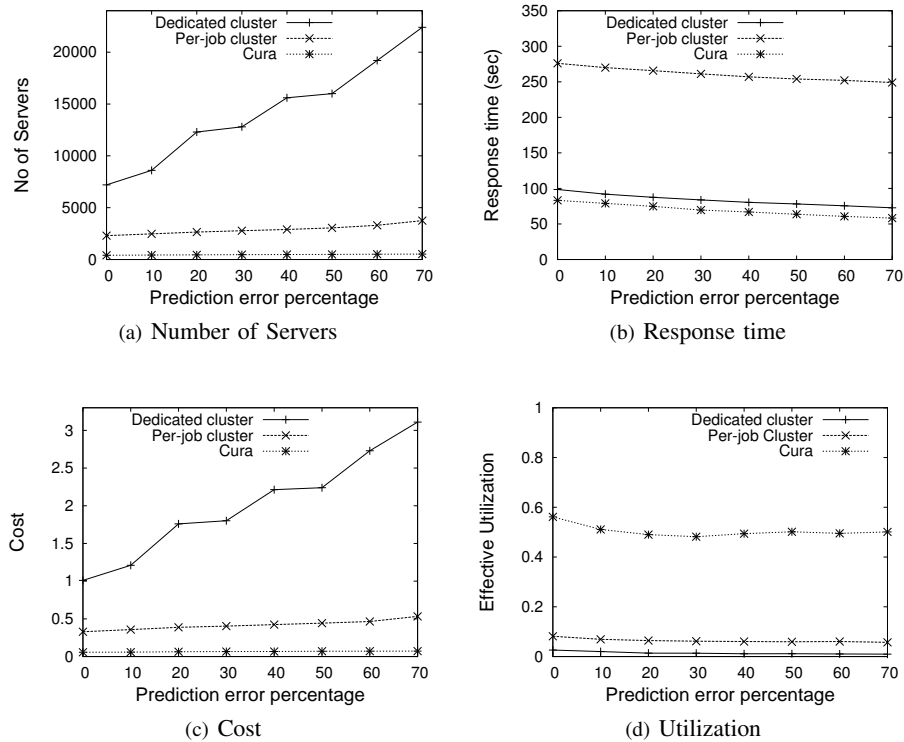 Dedicated cluster
Per-job cluster
Cura
No of Servers
20000
15000
10000
5000
0
0 10 20 30 40 50 60 70
Prediction error percentage
(a) Number of Servers
Dedicated cluster
Per-job cluster
Cura
Response time (sec)
350
300
250
200
150
100
50
0
0 10 20 30 40 50 60 70
Prediction error percentage
(b) Response time
Dedicated cluster
Per-job cluster
Cura
Cost
3
2.5
2
1.5
1
0.5
0
0 10 20 30 40 50 60 70
Prediction error percentage
(c) Cost
Dedicated cluster
Per-job Cluster
Cura
Effective Utilization
1
0.8
0.6
0.4
0.2
0
0 10 20 30 40 50 60 70
Prediction error percentage
(d) Utilization